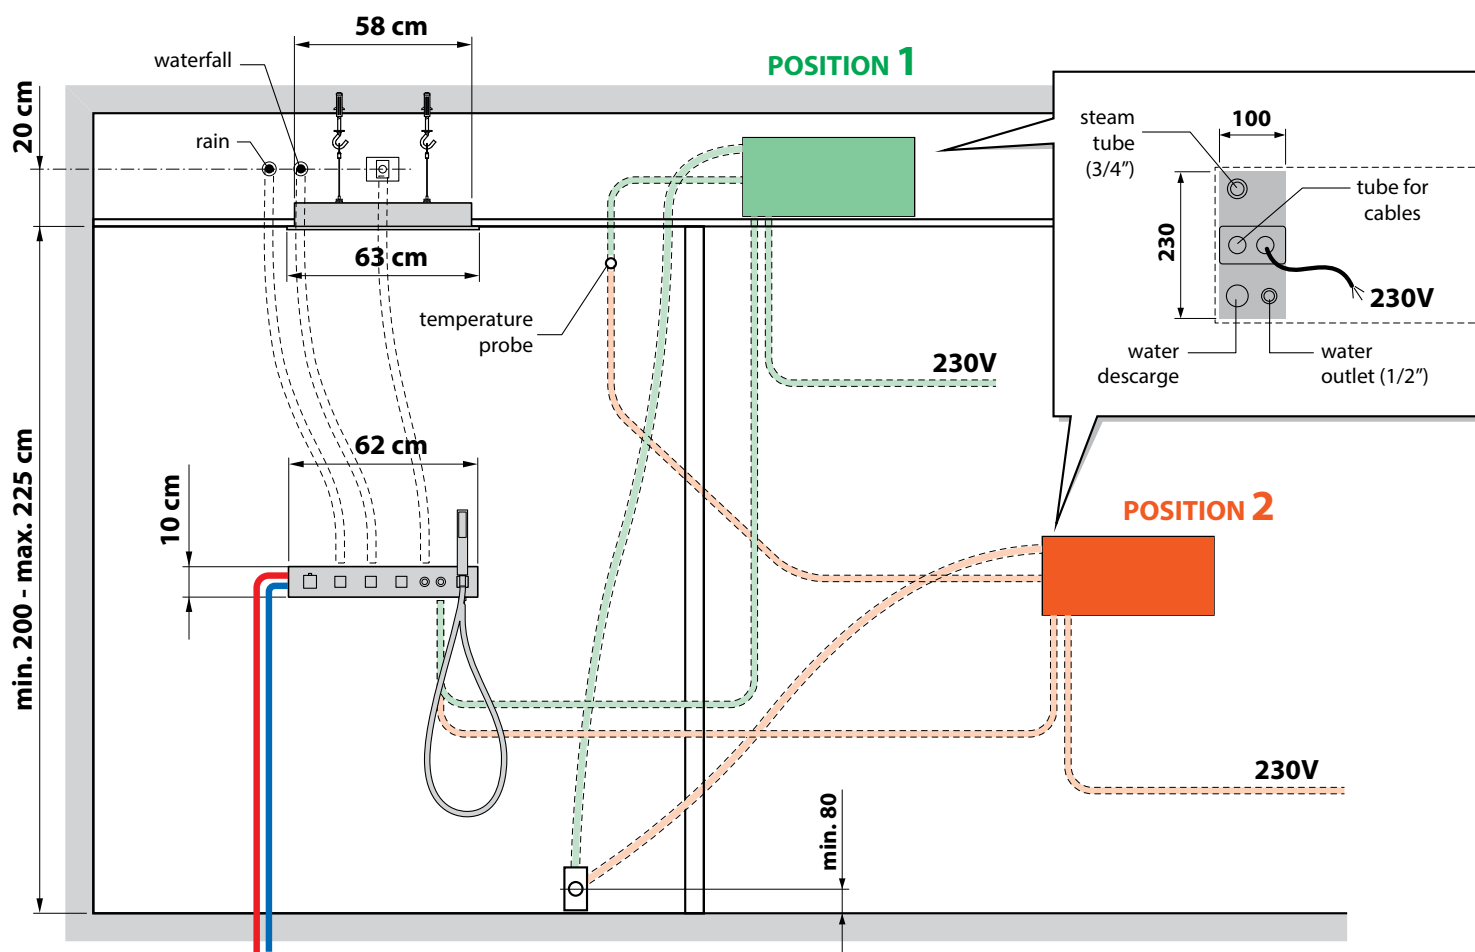 58 cm
waterfall
POSITION 1
20 cm
rain
steam
tube
(3/4”)
100
tube for
cables
230
230V
water
descarge
water
outlet (1/2”)
63 cm
temperature
probe
230V
min. 200 - max. 225 cm
62 cm
10 cm
POSITION 2
230V
min. 80